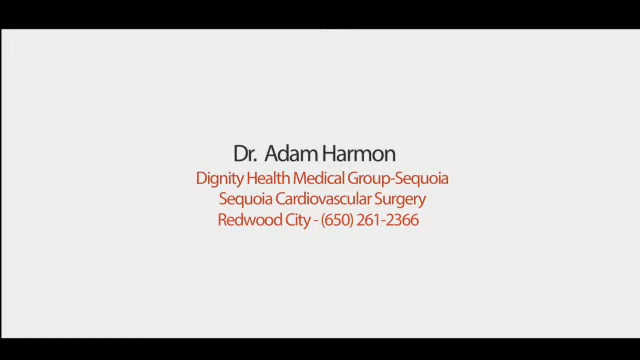 Dr. Adam Harmon
Dignity Health Medical Group-Sequoia
Sequoia Cardiovascular Surgery
Redwood City - (650) 261-2366